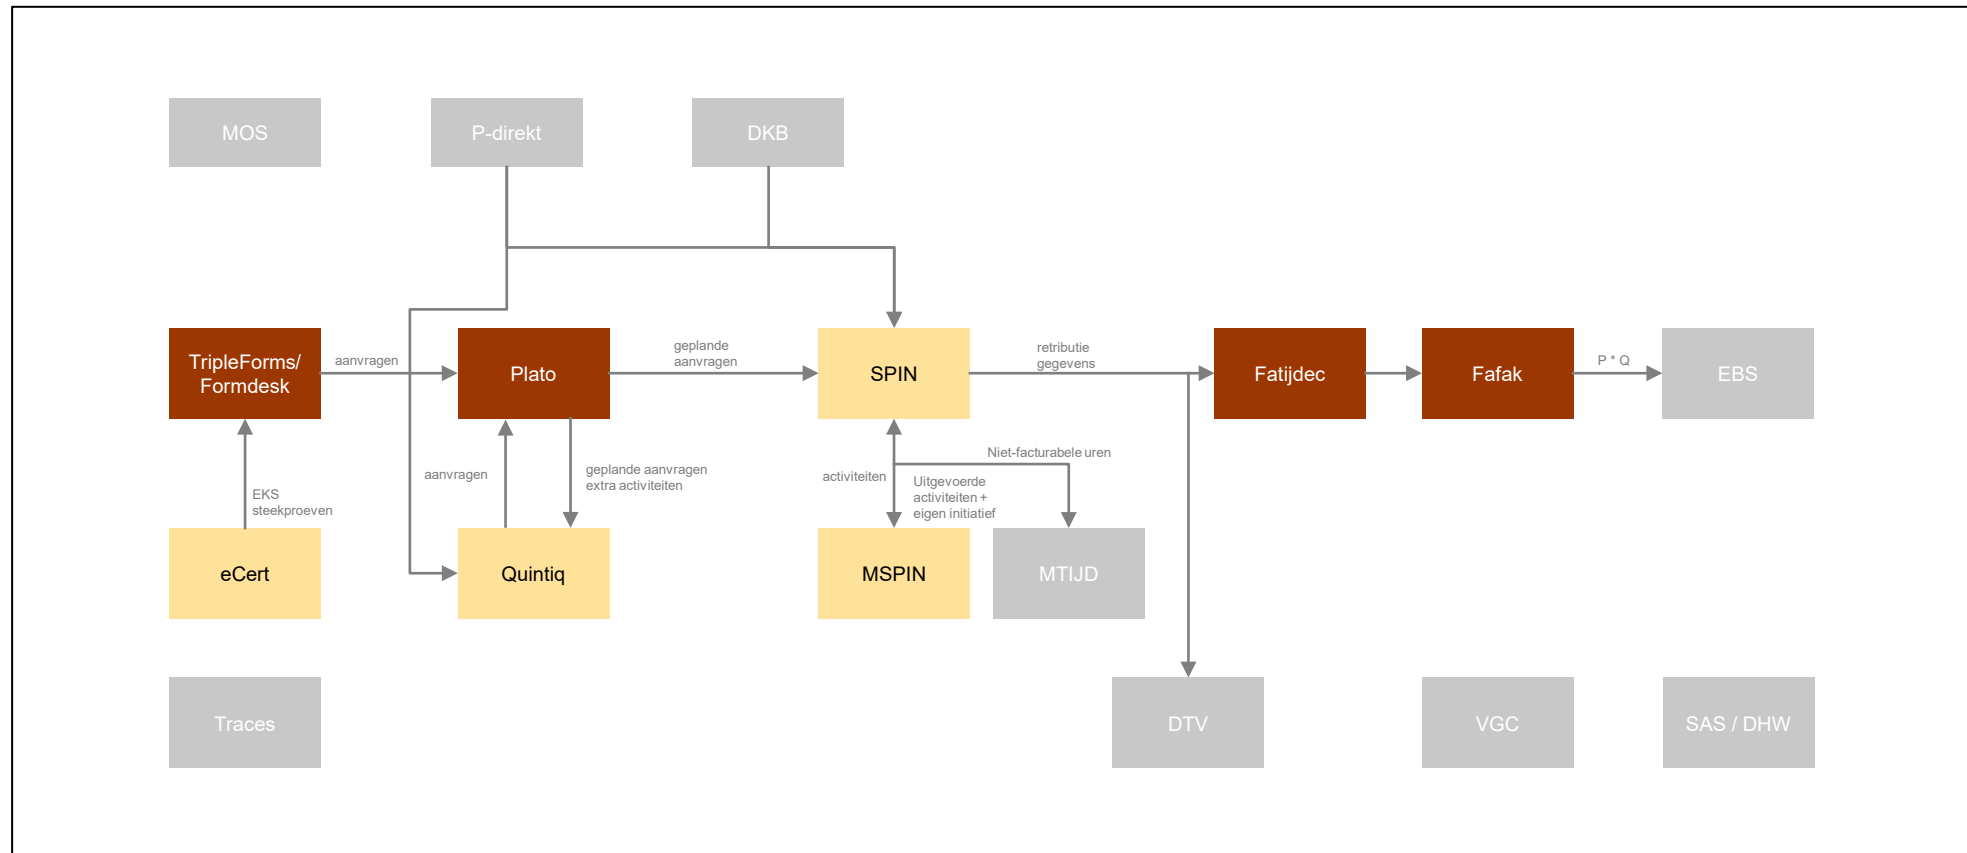 MOS
P-direkt
DKB
TripleForms/
Formdesk
aanvragen
Plato
geplande
aanvragen
SPIN
retributie
gegevens
Fatijdec
Fafak
P * Q
EBS
EKS
steekproeven
aanvragen
geplande aanvragen
extra activiteiten
activiteiten
Niet-facturabele uren
Uitgevoerde
activiteiten +
eigen initiatief
eCert
Quintiq
MSPIN
MTIJD
Traces
DTV
VGC
SAS / DHW